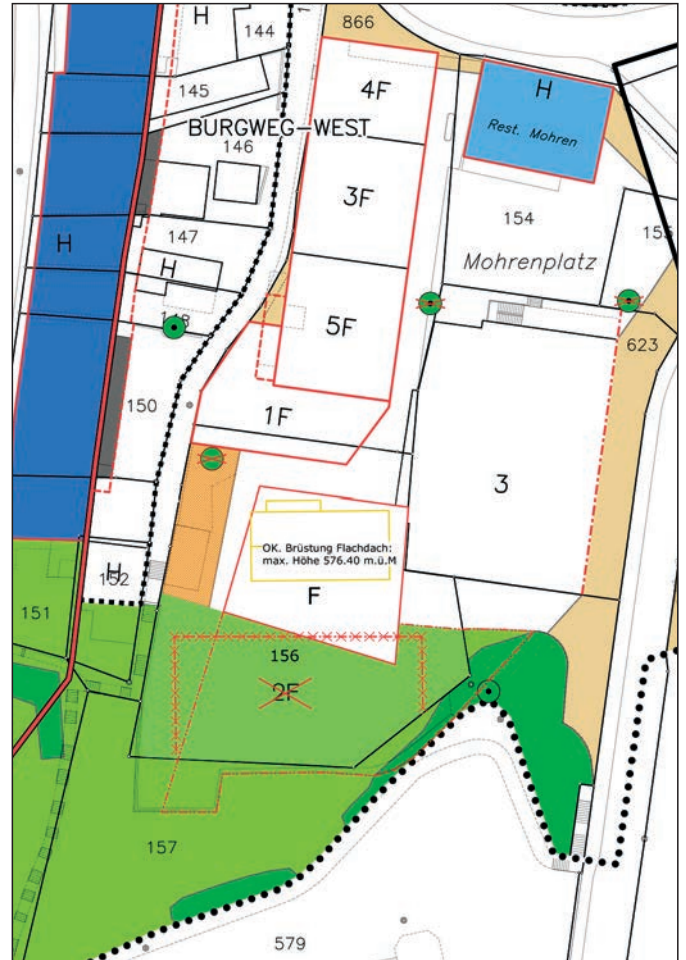 H
144
866
4F
H
145
BURGWEG-WEST
Rest. Mohren
146
3F
154
155
147
Mohrenplatz
H
H
148
5F
623
150
1F
3
OK. Brüstung Flachdach:
max. Höhe 576.40 m.ü.M
H
152
F
151
156
2F
157
579